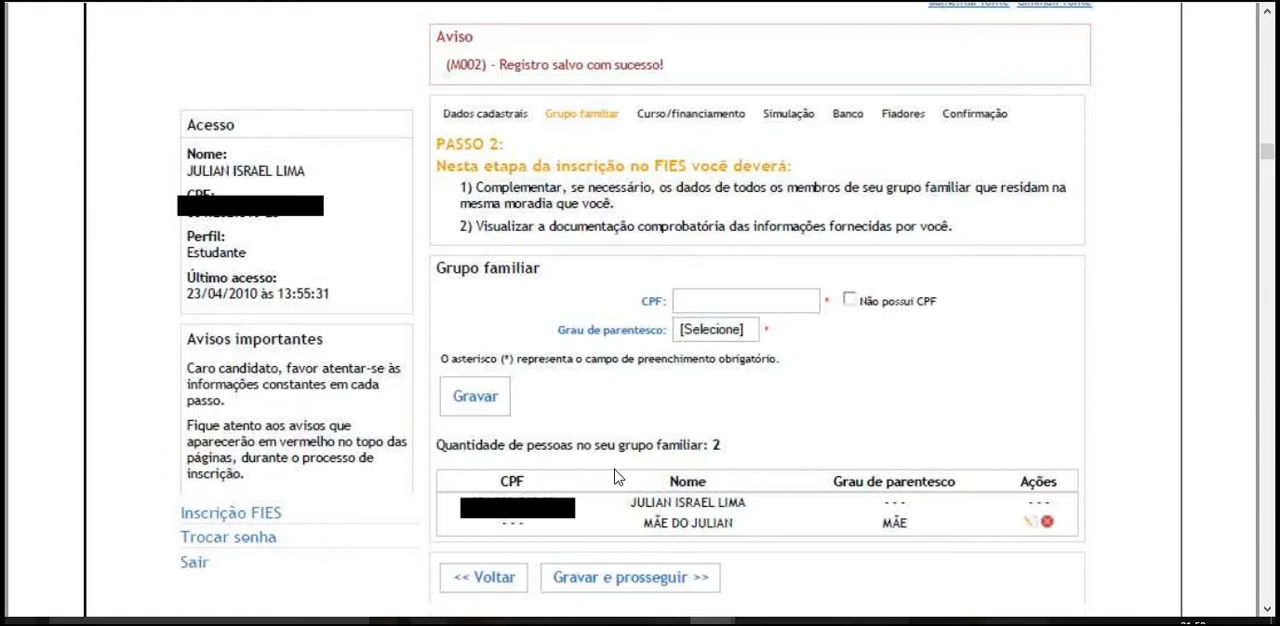 Aumentar fonte Diminuir fonte
Aviso
(M002) - Registro salvo com sucesso!
Dados cadastrais Grupo familiar Curso/financiamento Simulação Banco Fiadores Confirmação
PASSO 2:
Nesta etapa da inscrição no FIES você deverá:
1) Complementar, se necessário, os dados de todos os membros de seu grupo familiar que residam na
mesma moradia que você.
2) Visualizar a documentação comprobatória das informações fornecidas por você.
Acesso
Nome:
JULIAN ISRAEL LIMA
CPF:
Perfil:
Estudante
Último acesso:
23/04/2010 às 13:55:31
Avisos importantes
Caro candidato, favor atentar-se às
informações constantes em cada
passo.
Fique atento aos avisos que
aparecerão em vermelho no topo das
páginas, durante o processo de
inscrição.
Inscrição FIES
Trocar senha
Sair
Grupo familiar
CPF: * Não possui CPF
Grau de parentesco: [Selecione] *
O asterisco (*) representa o campo de preenchimento obrigatório.
Gravar
Quantidade de pessoas no seu grupo familiar: 2
CPF Nome Grau de parentesco Ações
JULIAN ISRAEL LIMA --- ---
--- MÃE DO JULIAN MÃE
<< Voltar Gravar e prosseguir >>